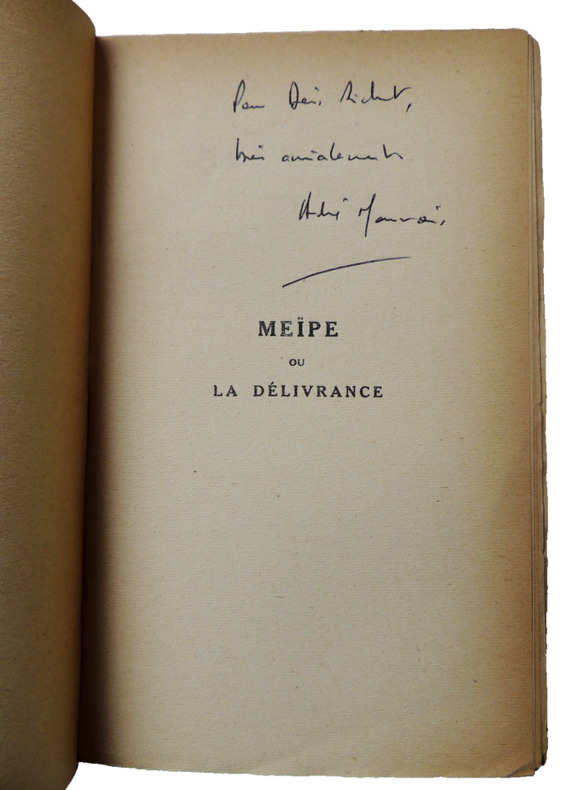 Pour Denis Richet,
très amicalement
André Maurois.
MEÏPE
OU
LA DÉLIVRANCE